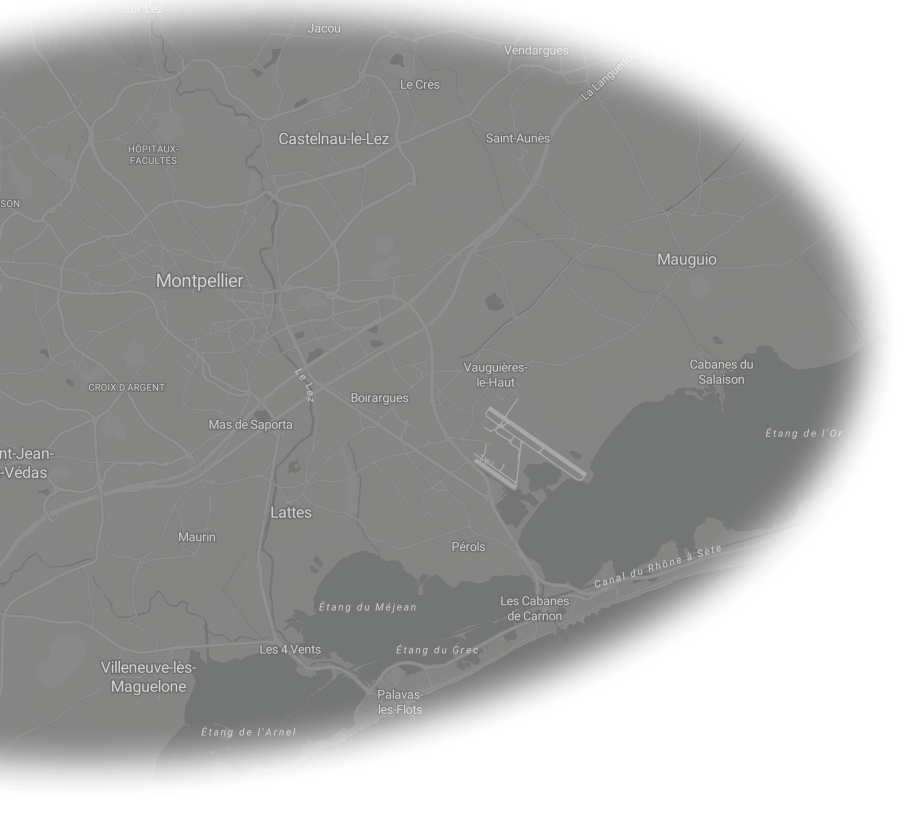 sur Lez
Jacou
Vendargues
La Langued
Le Crès
Castelnau-le-Lez
Saint-Aunès
HÔPITAUX-
FACULTÉS
SON
Mauguio
Montpellier
Vauguières-
le-Haut
Cabanes du
Salaison
Le Lez
CROIX D'ARGENT
Boirargues
Mas de Saporta
Étang de l'Or
nt-Jean-
-Védas
Lattes
Maurin
Pérols
Canal du Rhône à Sète
Étang du Méjean
Les Cabanes
de Carnon
Les 4 Vents
Étang du Grec
Villeneuve-lès-
Maguelone
Palavas-
les-Flots
Étang de l'Arnel